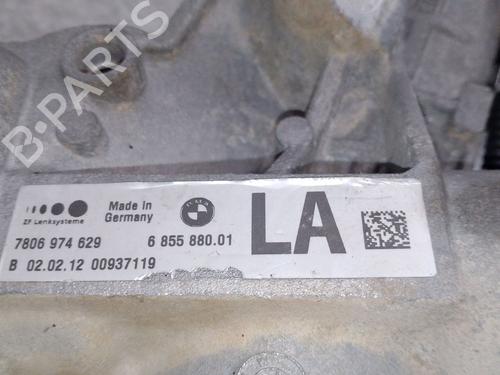 B-PARTS
ZF Lenksysteme
Made in
Germany
LA
7806 974 629 6 855 880.01
B 02.02.12 00937119